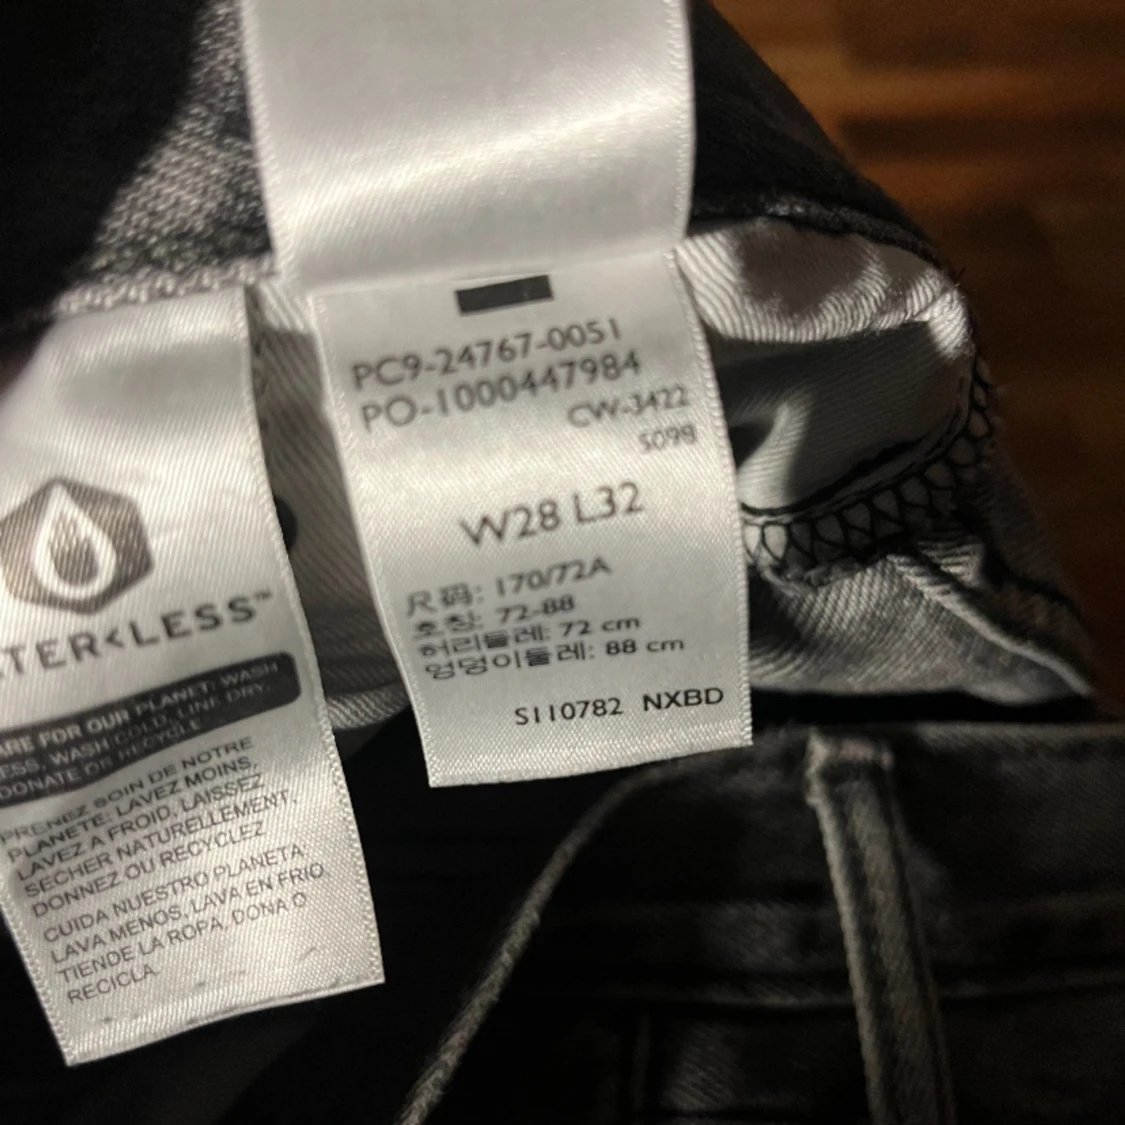 TER<LESS™
ARE FOR OUR PLANET: WASH
ESS, WASH COLD, LINE DRY,
DONATE OR RECYCLE.
PRENEZ SOIN DE NOTRE
PLANETE: LAVEZ MOINS,
LAVEZ A FROID, LAISSEZ
SECHER NATURELLEMENT,
DONNEZ OU RECYCLEZ
CUIDA NUESTRO PLANETA.
LAVA MENOS, LAVA EN FRIO
TIENDE LA ROPA, DONA O
RECICLA.
PC9-24767-0051
PO-1000447984
CW-3422
S098
W28 L32
尺码: 170/72A
호칭: 72-88
허리둘레: 72 cm
엉덩이둘레: 88 cm
S110782 NXBD